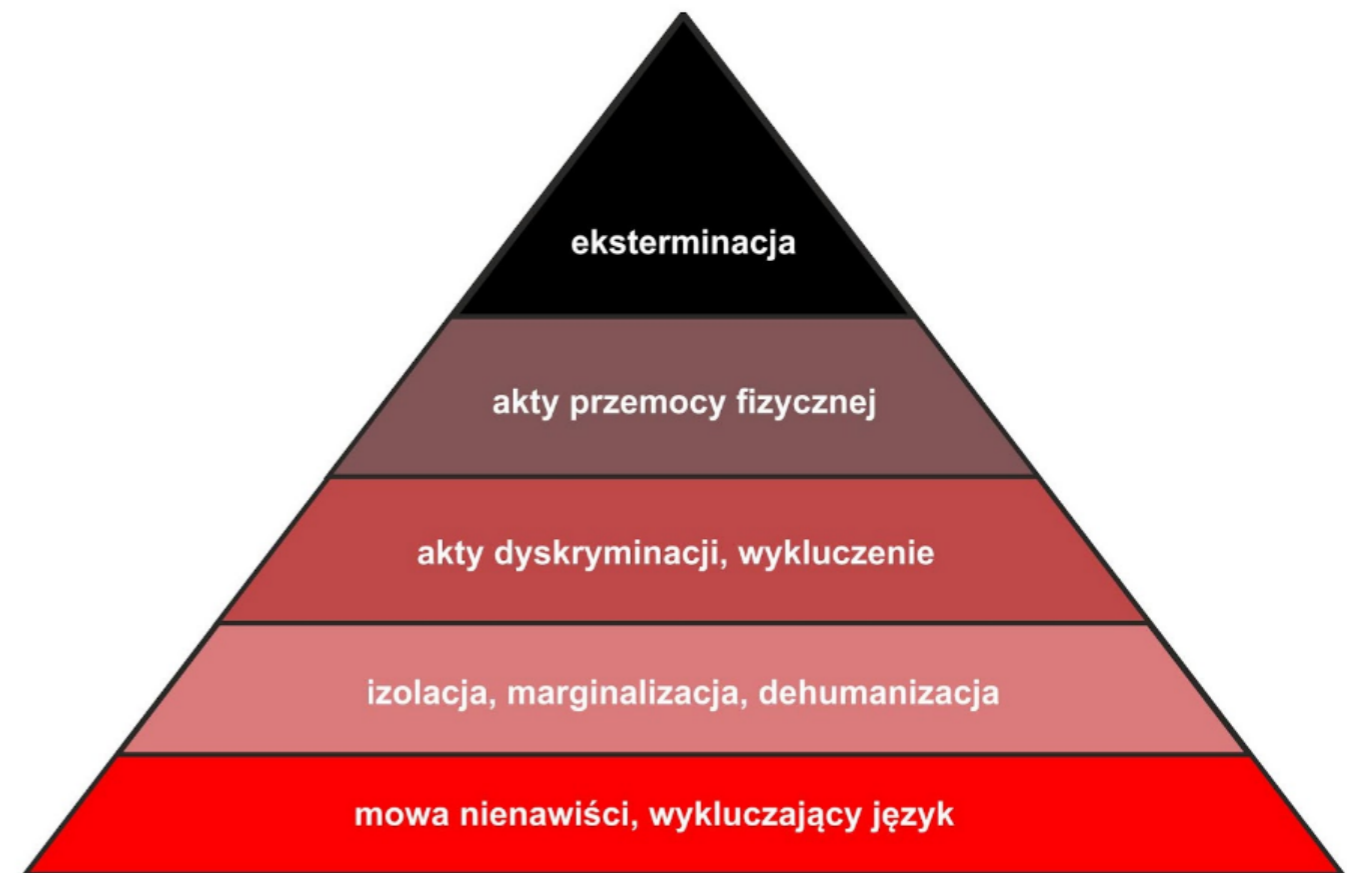 eksterminacja
akty przemocy fizycznej
akty dyskryminacji, wykluczenie
izolacja, marginalizacja, dehumanizacja
mowa nienawiści, wykluczający język